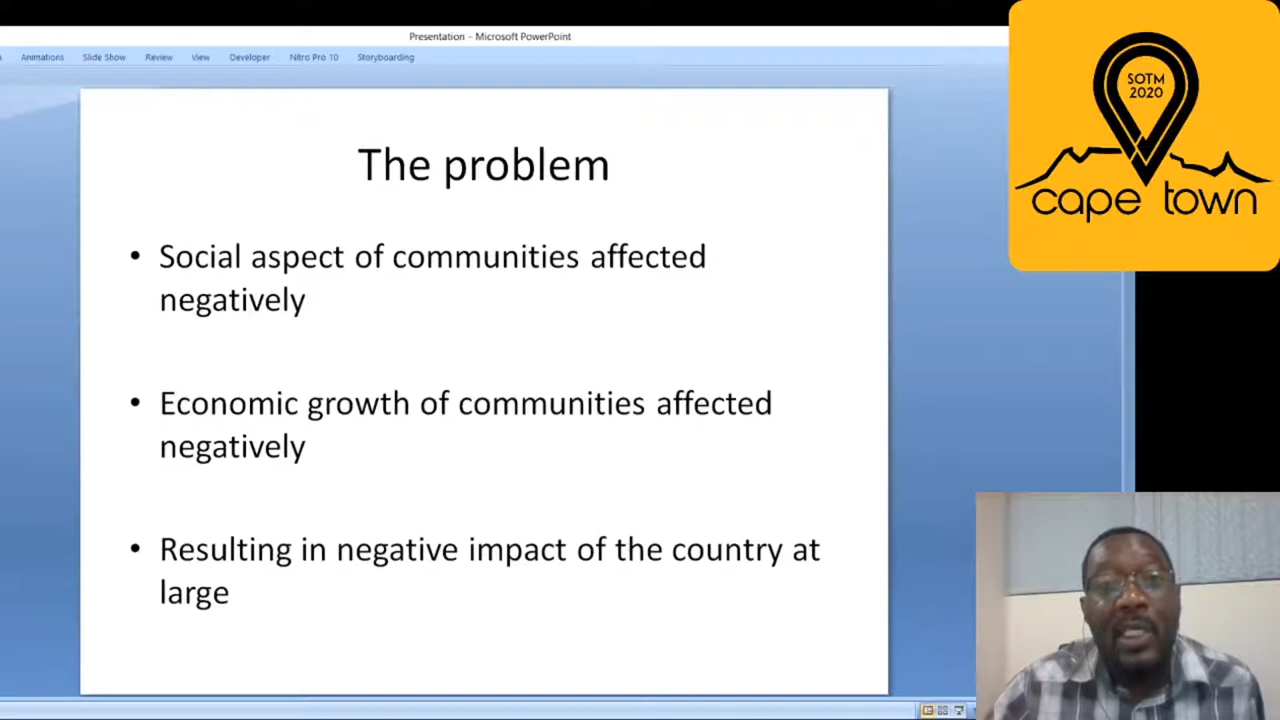 Presentation - Microsoft PowerPoint
Animations Slide Show Review View Developer Nitro Pro 10 Storyboarding
SOTM
2020
cape town
The problem
• Social aspect of communities affected
negatively
• Economic growth of communities affected
negatively
• Resulting in negative impact of the country at
large